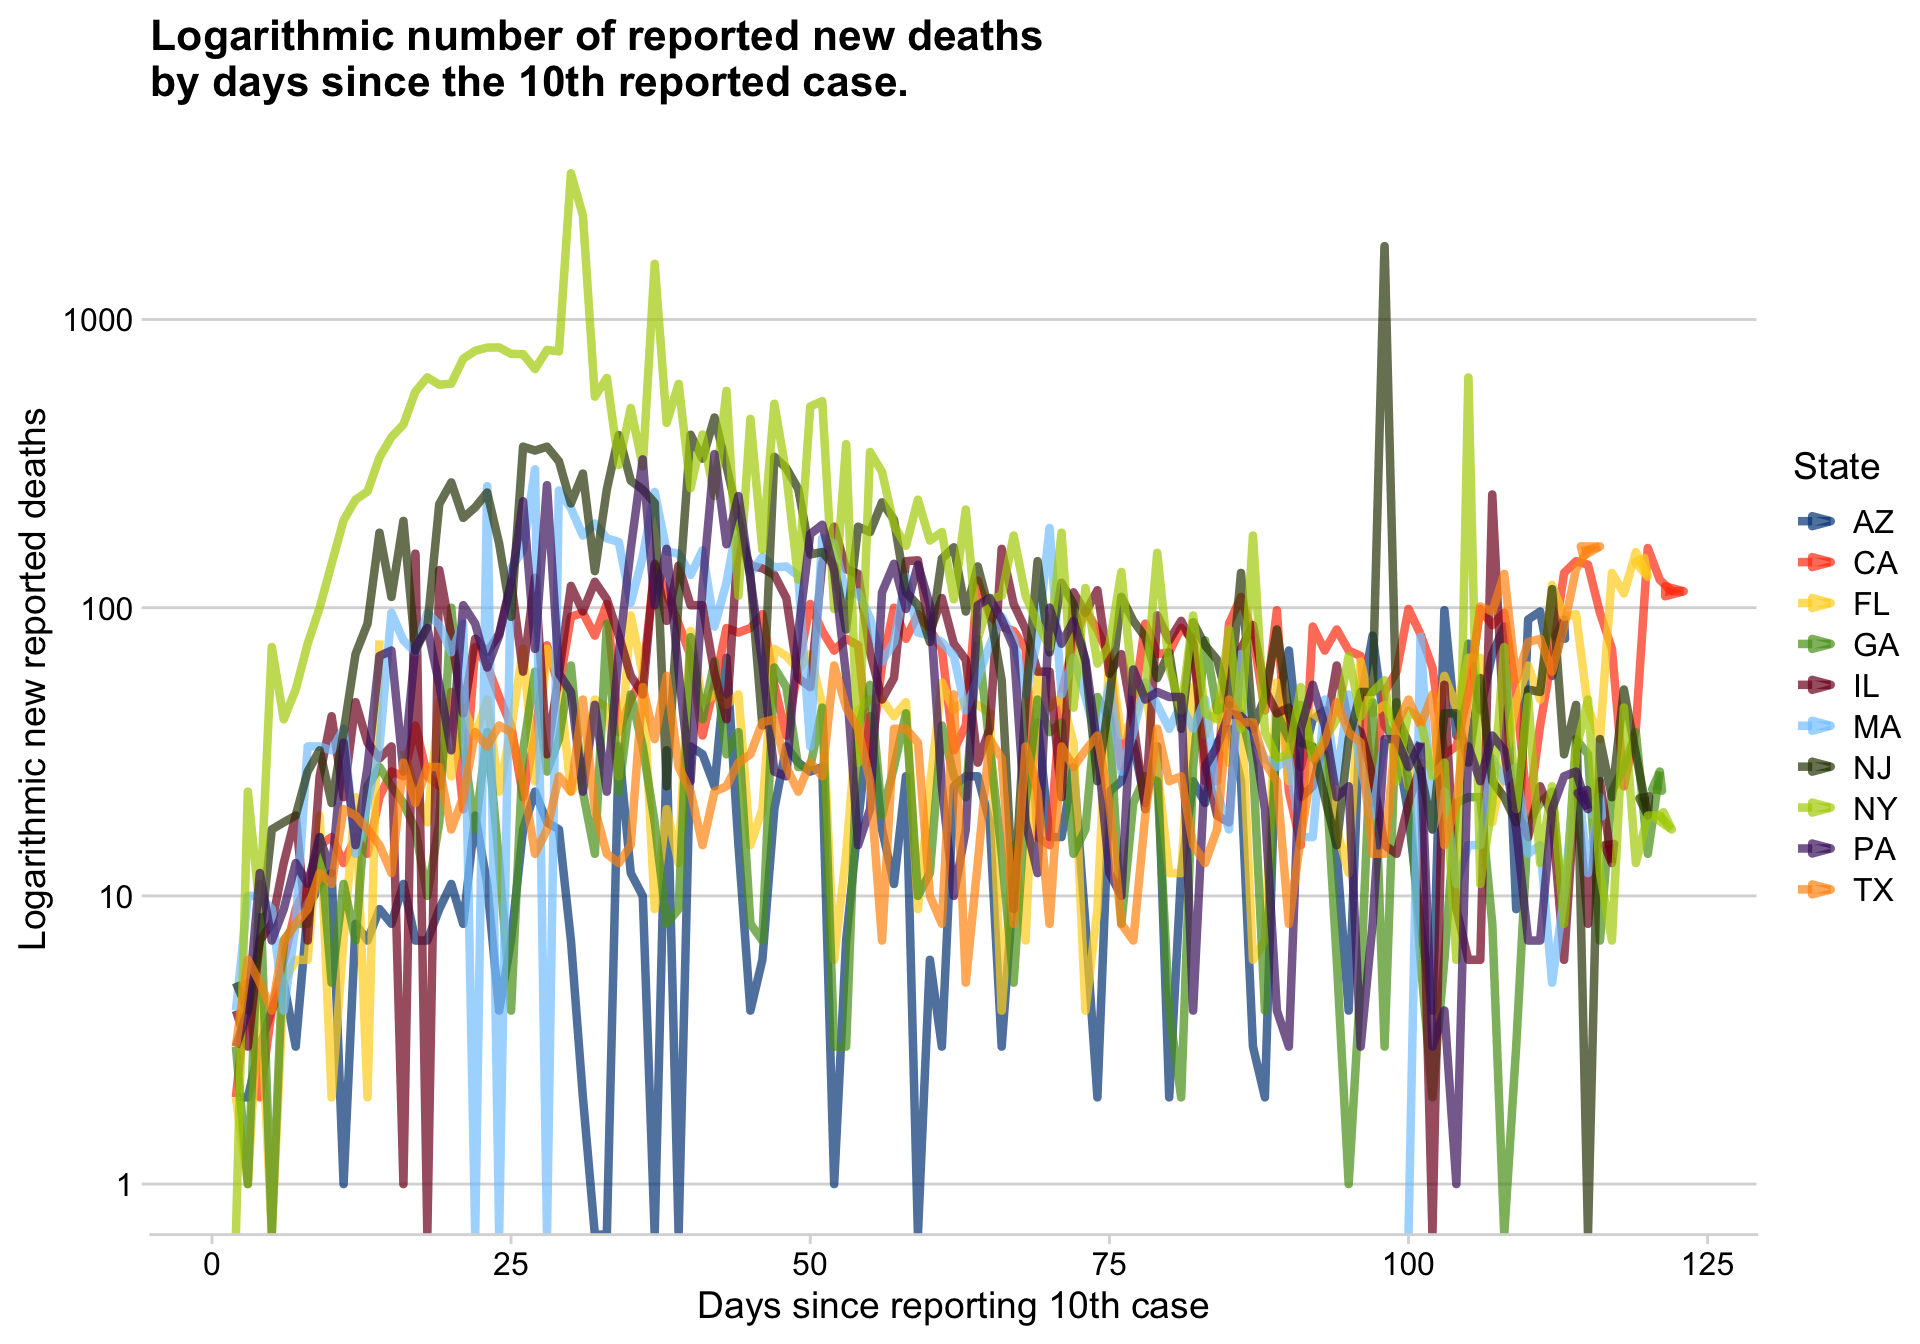 Logarithmic number of reported new deaths
by days since the 10th reported case.
Logarithmic new reported deaths
1000
100
10
1
0 25 50 75 100 125
Days since reporting 10th case
State
AZ
CA
FL
GA
IL
MA
NJ
NY
PA
TX